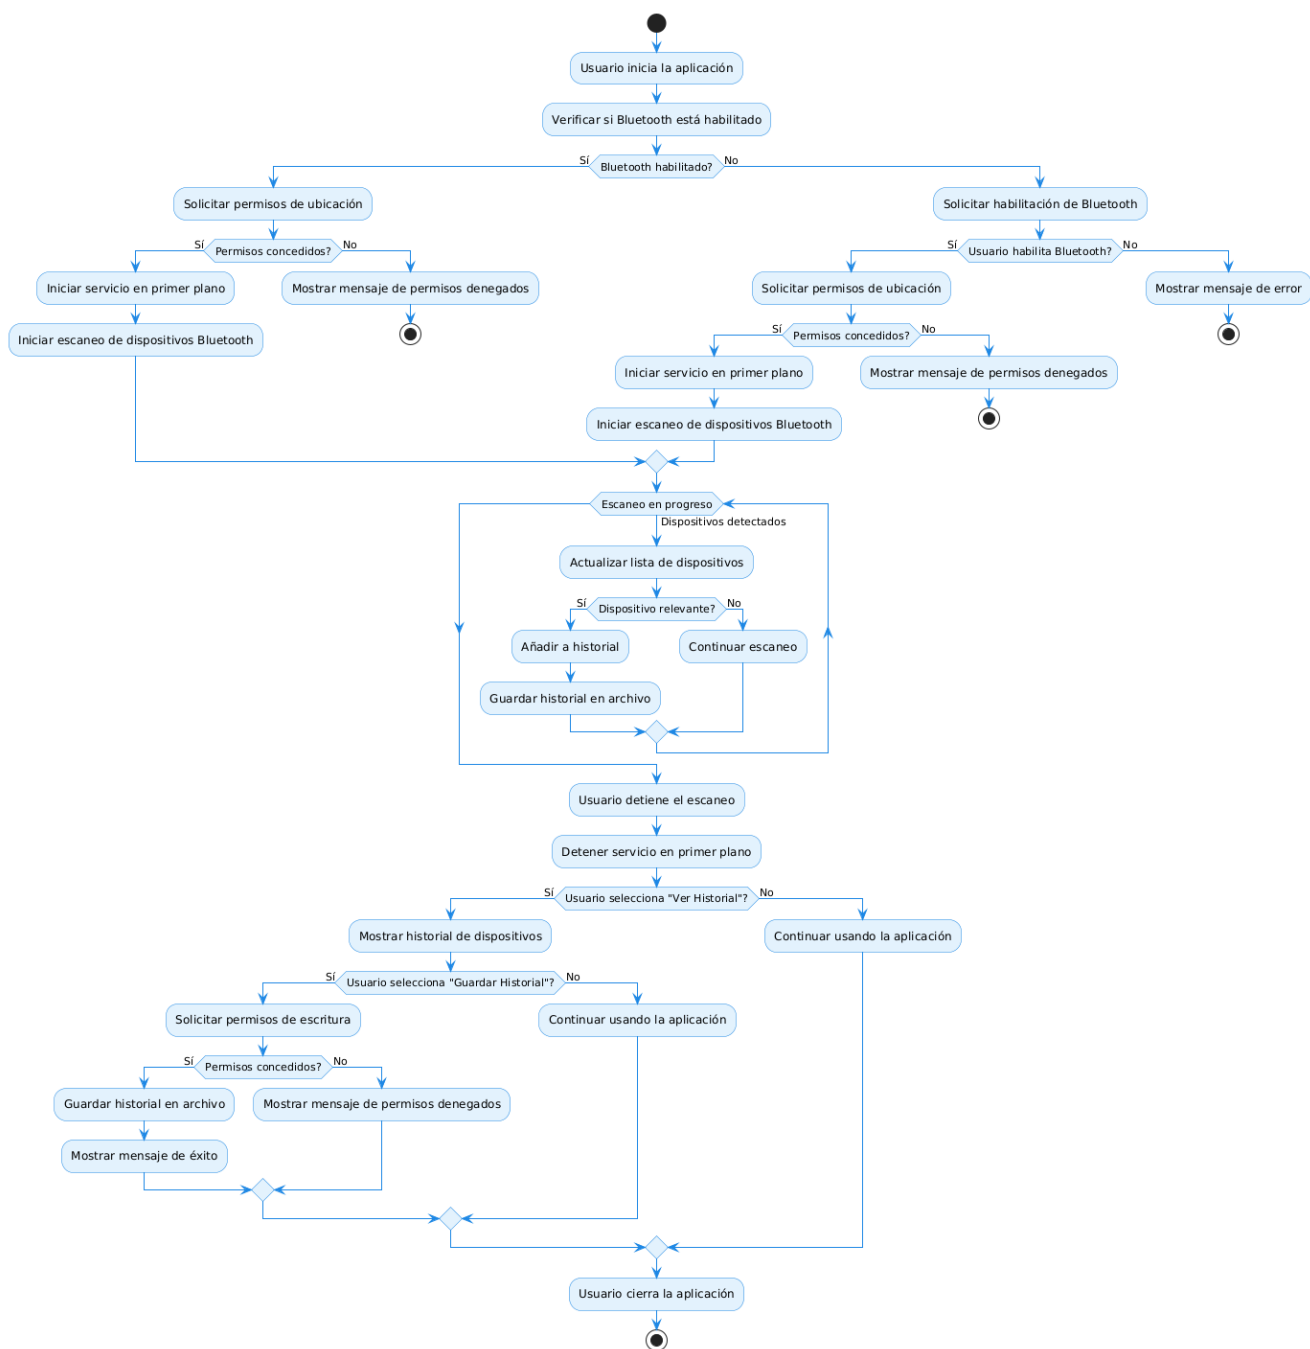 Usuario inicia la aplicación
Verificar si Bluetooth está habilitado
Sí
Bluetooth habilitado?
No
Solicitar permisos de ubicación
Solicitar habilitación de Bluetooth
Sí
Permisos concedidos?
No
Sí
Usuario habilita Bluetooth?
No
Iniciar servicio en primer plano
Mostrar mensaje de permisos denegados
Solicitar permisos de ubicación
Mostrar mensaje de error
Iniciar escaneo de dispositivos Bluetooth
Sí
Permisos concedidos?
No
Iniciar servicio en primer plano
Mostrar mensaje de permisos denegados
Iniciar escaneo de dispositivos Bluetooth
Escaneo en progreso
Dispositivos detectados
Actualizar lista de dispositivos
Sí
Dispositivo relevante?
No
Añadir a historial
Continuar escaneo
Guardar historial en archivo
Usuario detiene el escaneo
Detener servicio en primer plano
Sí
Usuario selecciona "Ver Historial"?
No
Mostrar historial de dispositivos
Continuar usando la aplicación
Sí
Usuario selecciona "Guardar Historial"?
No
Solicitar permisos de escritura
Continuar usando la aplicación
Sí
Permisos concedidos?
No
Guardar historial en archivo
Mostrar mensaje de permisos denegados
Mostrar mensaje de éxito
Usuario cierra la aplicación